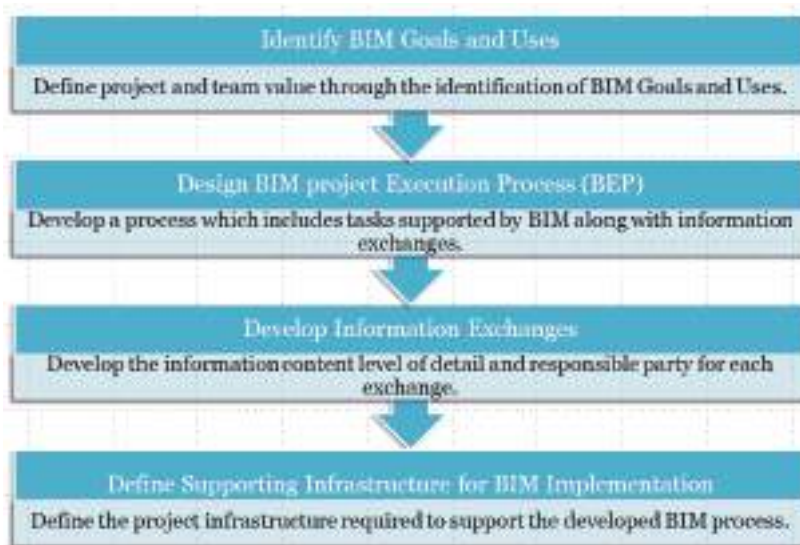 Identify BIM Goals and Uses
Define project and team value through the identification of BIM Goals and Uses.
Design BIM project Execution Process (BEP)
Develop a process which includes tasks supported by BIM along with information
exchanges.
Develop Information Exchanges
Develop the information content level of detail and responsible party for each
exchange.
Define Supporting Infrastructure for BIM Implementation
Define the project infrastructure required to support the developed BIM process.